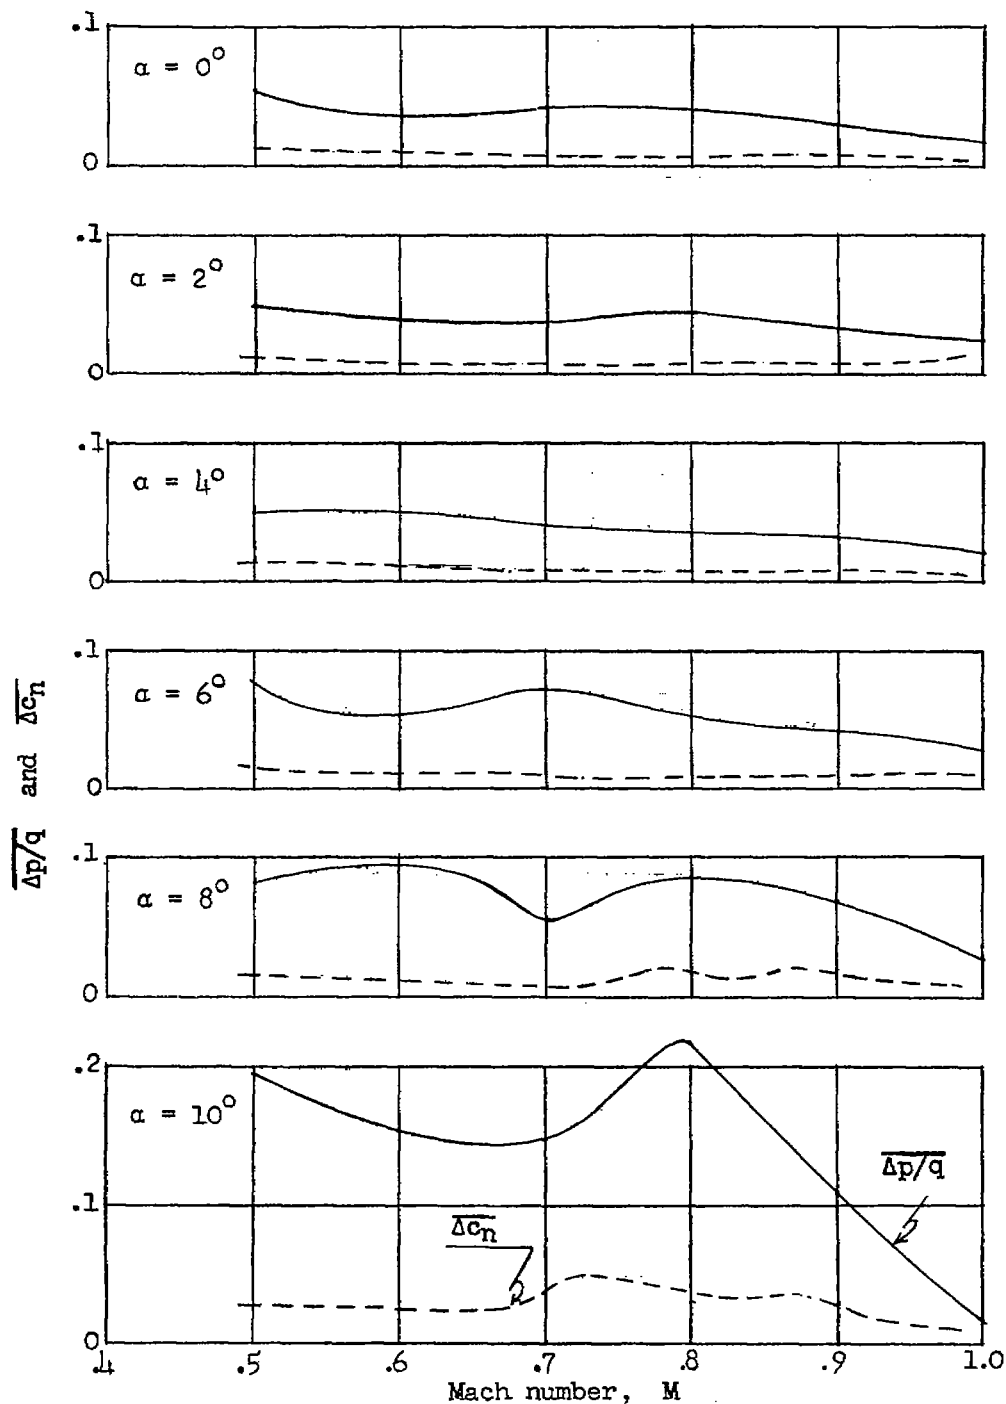 .1
α = 0°
0
.1
α = 2°
0
.1
α = 4°
0
.1
α = 6°
0
.1
α = 8°
0
.2
α = 10°
.1
0
Δp/q and Δcn
Δp/q
Δcn
.4 .5 .6 .7 .8 .9 1.0
Mach number, M